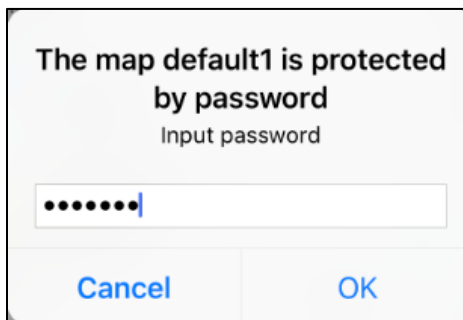 The map default1 is protected
by password
Input password
•••••••
Cancel OK